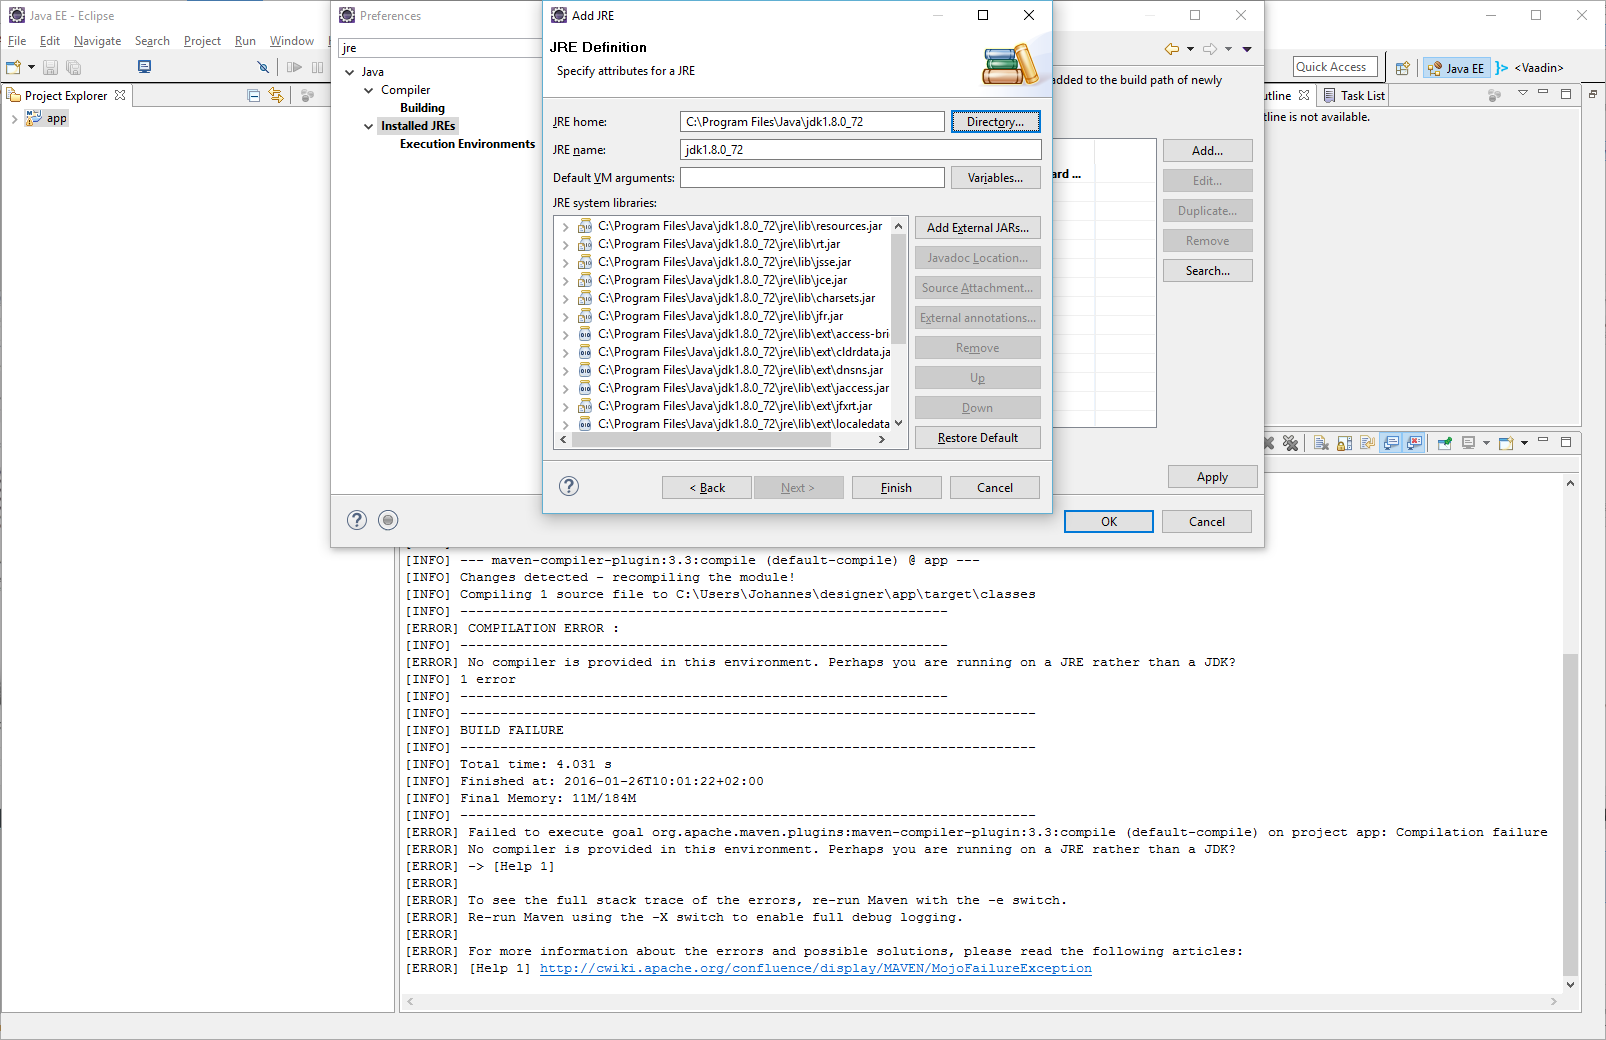 Java EE - Eclipse
File Edit Navigate Search Project Run Window
Quick Access
Java EE
<Vaadin>
Project Explorer
app
Preferences
jre
Java
Compiler
Building
Installed JREs
Execution Environments
added to the build path of newly
ard ...
Add...
Edit...
Duplicate...
Remove
Search...
Apply
OK
Cancel
Add JRE
JRE Definition
Specify attributes for a JRE
JRE home: C:\Program Files\Java\jdk1.8.0_72 Directory...
JRE name: jdk1.8.0_72
Default VM arguments: Variables...
JRE system libraries:
C:\Program Files\Java\jdk1.8.0_72\jre\lib\resources.jar
C:\Program Files\Java\jdk1.8.0_72\jre\lib\rt.jar
C:\Program Files\Java\jdk1.8.0_72\jre\lib\jsse.jar
C:\Program Files\Java\jdk1.8.0_72\jre\lib\jce.jar
C:\Program Files\Java\jdk1.8.0_72\jre\lib\charsets.jar
C:\Program Files\Java\jdk1.8.0_72\jre\lib\jfr.jar
C:\Program Files\Java\jdk1.8.0_72\jre\lib\ext\access-bri
C:\Program Files\Java\jdk1.8.0_72\jre\lib\ext\cldrdata.ja
C:\Program Files\Java\jdk1.8.0_72\jre\lib\ext\dnsns.jar
C:\Program Files\Java\jdk1.8.0_72\jre\lib\ext\jaccess.jar
C:\Program Files\Java\jdk1.8.0_72\jre\lib\ext\jfxrt.jar
C:\Program Files\Java\jdk1.8.0_72\jre\lib\ext\localedata
Add External JARs...
Javadoc Location...
Source Attachment...
External annotations...
Remove
Up
Down
Restore Default
< Back
Next >
Finish
Cancel
utline
Task List
tline is not available.
[INFO] --- maven-compiler-plugin:3.3:compile (default-compile) @ app ---
[INFO] Changes detected - recompiling the module!
[INFO] Compiling 1 source file to C:\Users\Johannes\designer\app\target\classes
[INFO] -------------------------------------------------------------
[ERROR] COMPILATION ERROR :
[INFO] -------------------------------------------------------------
[ERROR] No compiler is provided in this environment. Perhaps you are running on a JRE rather than a JDK?
[INFO] 1 error
[INFO] -------------------------------------------------------------
[INFO] ------------------------------------------------------------------------
[INFO] BUILD FAILURE
[INFO] ------------------------------------------------------------------------
[INFO] Total time: 4.031 s
[INFO] Finished at: 2016-01-26T10:01:22+02:00
[INFO] Final Memory: 11M/184M
[INFO] ------------------------------------------------------------------------
[ERROR] Failed to execute goal org.apache.maven.plugins:maven-compiler-plugin:3.3:compile (default-compile) on project app: Compilation failure
[ERROR] No compiler is provided in this environment. Perhaps you are running on a JRE rather than a JDK?
[ERROR] -> [Help 1]
[ERROR]
[ERROR] To see the full stack trace of the errors, re-run Maven with the -e switch.
[ERROR] Re-run Maven using the -X switch to enable full debug logging.
[ERROR]
[ERROR] For more information about the errors and possible solutions, please read the following articles:
[ERROR] [Help 1] http://cwiki.apache.org/confluence/display/MAVEN/MojoFailureException